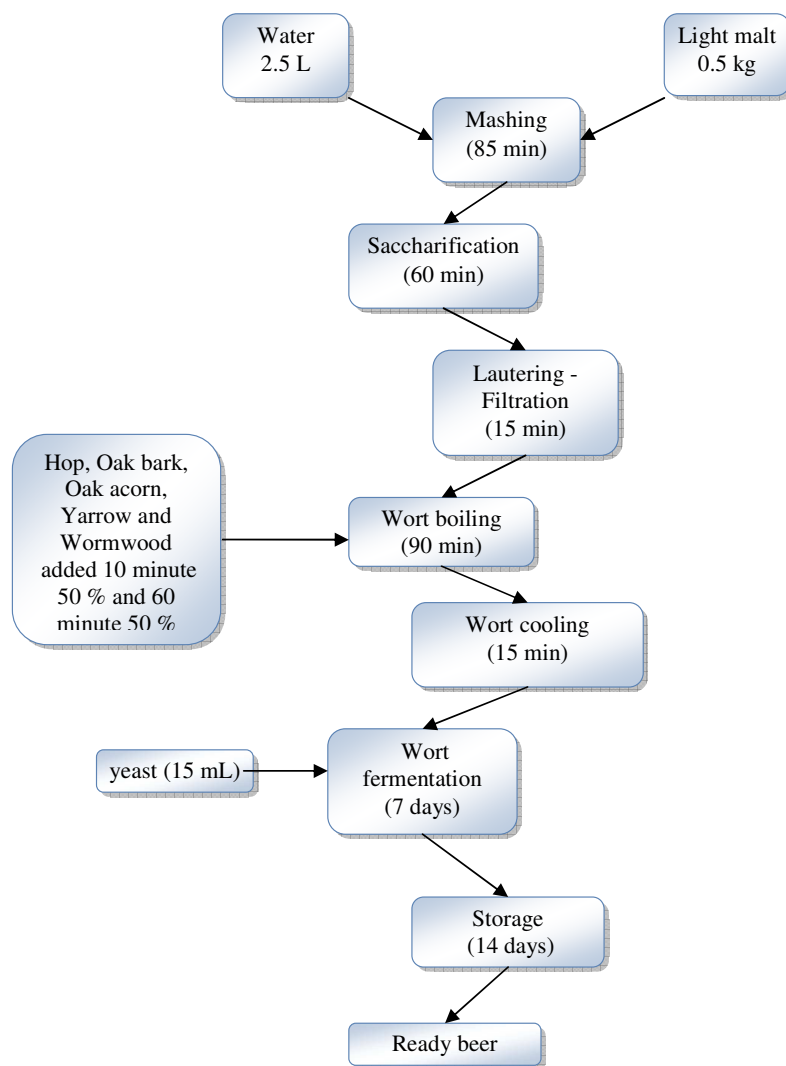 Water
2.5 L
Light malt
0.5 kg
Mashing
(85 min)
Saccharification
(60 min)
Lautering -
Filtration
(15 min)
Hop, Oak bark,
Oak acorn,
Yarrow and
Wormwood
added 10 minute
50 % and 60
minute 50 %
Wort boiling
(90 min)
Wort cooling
(15 min)
yeast (15 mL)
Wort
fermentation
(7 days)
Storage
(14 days)
Ready beer